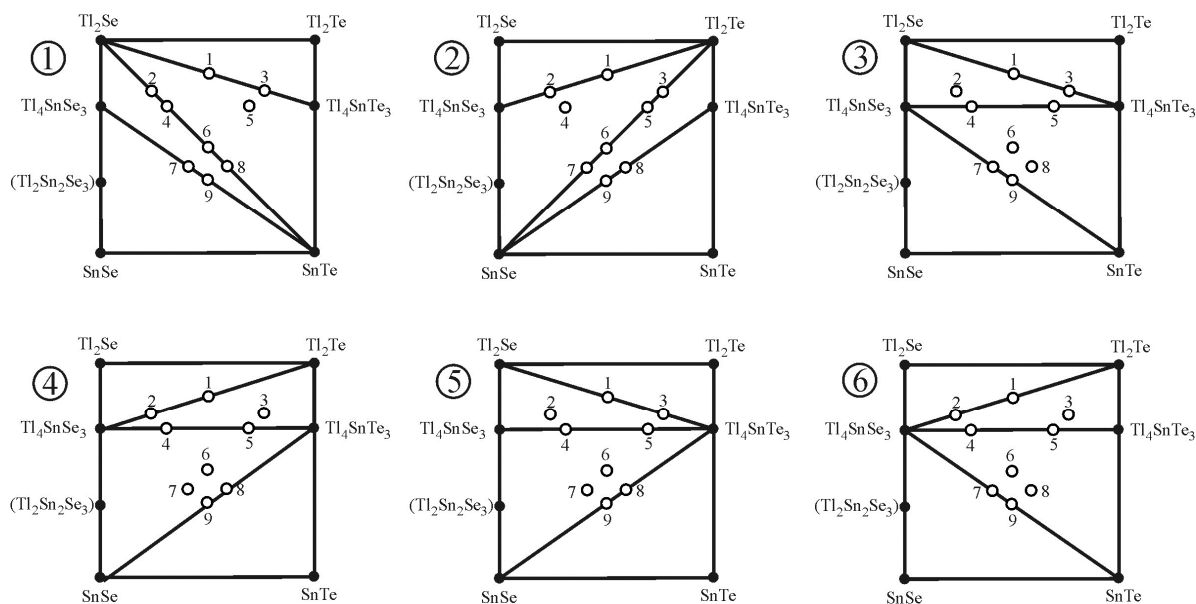 Tl₂Se Tl₂Te Tl₂Se Tl₂Te Tl₂Se Tl₂Te
① ② ③
1 1 1
2 3 2 3 2 3
Tl₄SnSe₃ 4 5 Tl₄SnTe₃ Tl₄SnSe₃ 4 5 Tl₄SnTe₃ Tl₄SnSe₃ 4 5 Tl₄SnTe₃
6 6 6
7 8 7 8 7 8
(Tl₂Sn₂Se₃) 9 (Tl₂Sn₂Se₃) 9 (Tl₂Sn₂Se₃) 9
SnSe SnTe SnSe SnTe SnSe SnTe
Tl₂Se Tl₂Te Tl₂Se Tl₂Te Tl₂Se Tl₂Te
④ ⑤ ⑥
1 1 1
2 3 2 3 2 3
Tl₄SnSe₃ 4 5 Tl₄SnTe₃ Tl₄SnSe₃ 4 5 Tl₄SnTe₃ Tl₄SnSe₃ 4 5 Tl₄SnTe₃
6 6 6
7 8 7 8 7 8
(Tl₂Sn₂Se₃) 9 (Tl₂Sn₂Se₃) 9 (Tl₂Sn₂Se₃) 9
SnSe SnTe SnSe SnTe SnSe SnTe